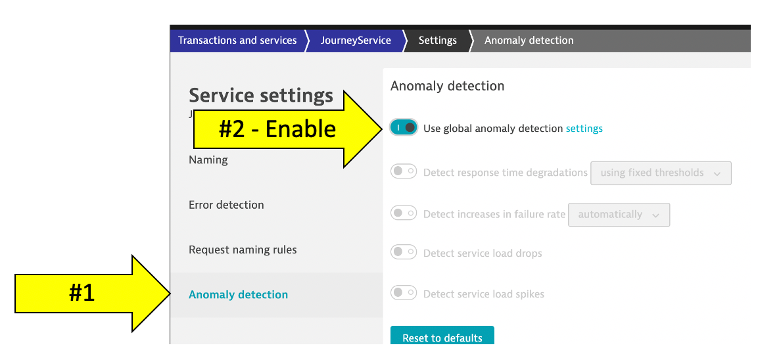 Transactions and services
JourneyService
Settings
Anomaly detection
Service settings
#2 - Enable
Naming
Error detection
Request naming rules
#1
Anomaly detection
Anomaly detection
Use global anomaly detection settings
Detect response time degradations using fixed thresholds
Detect increases in failure rate automatically
Detect service load drops
Detect service load spikes
Reset to defaults